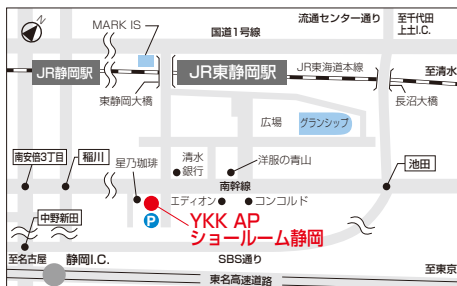 MARK IS
国道1号線
流通センター通り
至千代田
上土I.C.
JR静岡駅
JR東静岡駅
JR東海道本線
至清水
東静岡大橋
長沼大橋
広場
グランシップ
南安倍3丁目
稲川
星乃珈琲
清水
銀行
洋服の青山
池田
南幹線
エディオン
コンコルド
P
YKK AP
ショールーム静岡
中野新田
至名古屋
静岡I.C.
SBS通り
至東京
東名高速道路